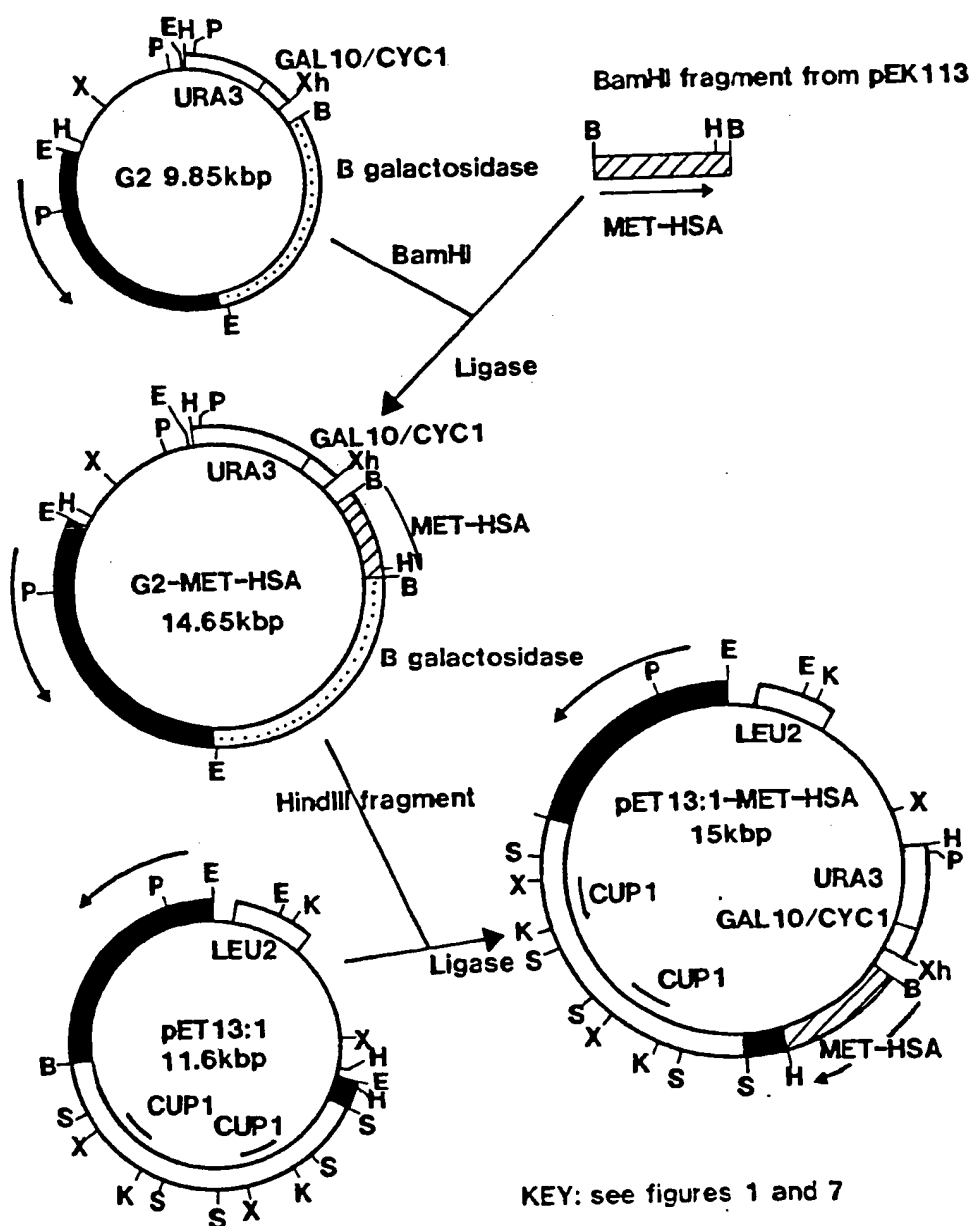 P
EH
P
GAL10/CYC1
Xh
B
URA3
X
H
E
P
G2 9.85kbp
B galactosidase
E
BamHI fragment from pEK113
B
H B
MET-HSA
BamHI
Ligase
E
H P
P
GAL10/CYC1
Xh
B
URA3
X
H
E
P
MET-HSA
H
B
G2-MET-HSA
14.65kbp
B galactosidase
E
HindIII fragment
E
P
E
K
LEU2
B
pET13:1
11.6kbp
X
H
E
H
S
CUP1
CUP1
S
X
K
S
S
X
K
S
Ligase
E
P
E
K
LEU2
pET13:1-MET-HSA
15kbp
X
H
P
URA3
GAL10/CYC1
Xh
B
MET-HSA
H
S
X
K
S
CUP1
CUP1
S
X
K
S
S
KEY: see figures 1 and 7